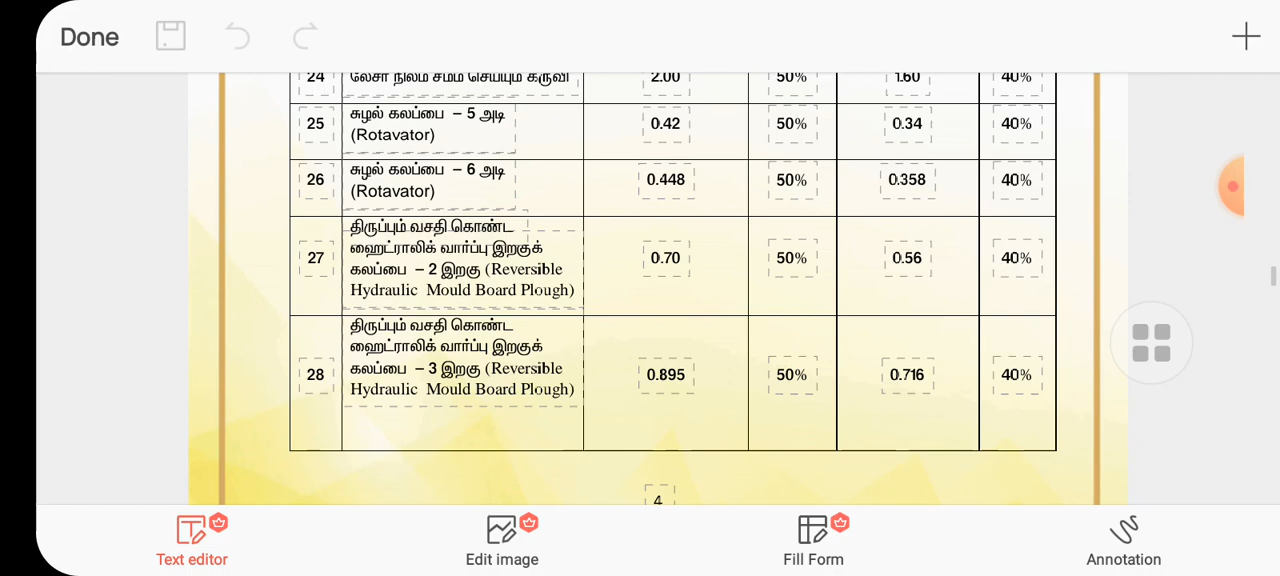 Done
24 லேசர் நிலம் சமம் செய்யும் கருவி 2.00 50% 1.60 40%
25 சுழல் கலப்பை – 5 அடி (Rotavator) 0.42 50% 0.34 40%
26 சுழல் கலப்பை – 6 அடி (Rotavator) 0.448 50% 0.358 40%
திருப்பும் வசதி கொண்ட
ஹைட்ராலிக் வார்ப்பு இறகுக்
27 கலப்பை – 2 இறகு (Reversible 0.70 50% 0.56 40%
Hydraulic Mould Board Plough)
திருப்பும் வசதி கொண்ட
ஹைட்ராலிக் வார்ப்பு இறகுக்
28 கலப்பை – 3 இறகு (Reversible 0.895 50% 0.716 40%
Hydraulic Mould Board Plough)
4
Text editor Edit image Fill Form Annotation